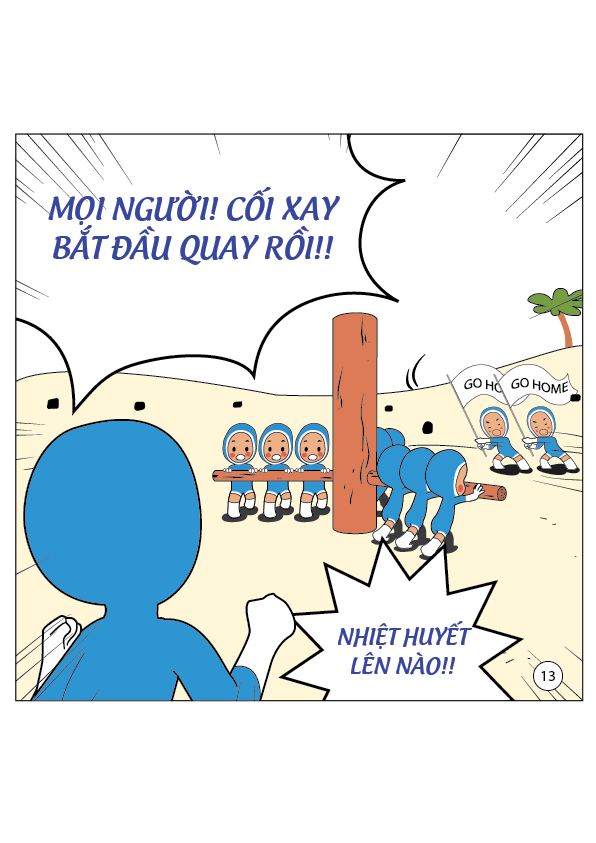 MỌI NGƯỜI! CỐI XAY
BẮT ĐẦU QUAY RỒI!!
GO HO
GO HOME
NHIỆT HUYẾT
LÊN NÀO!!
13